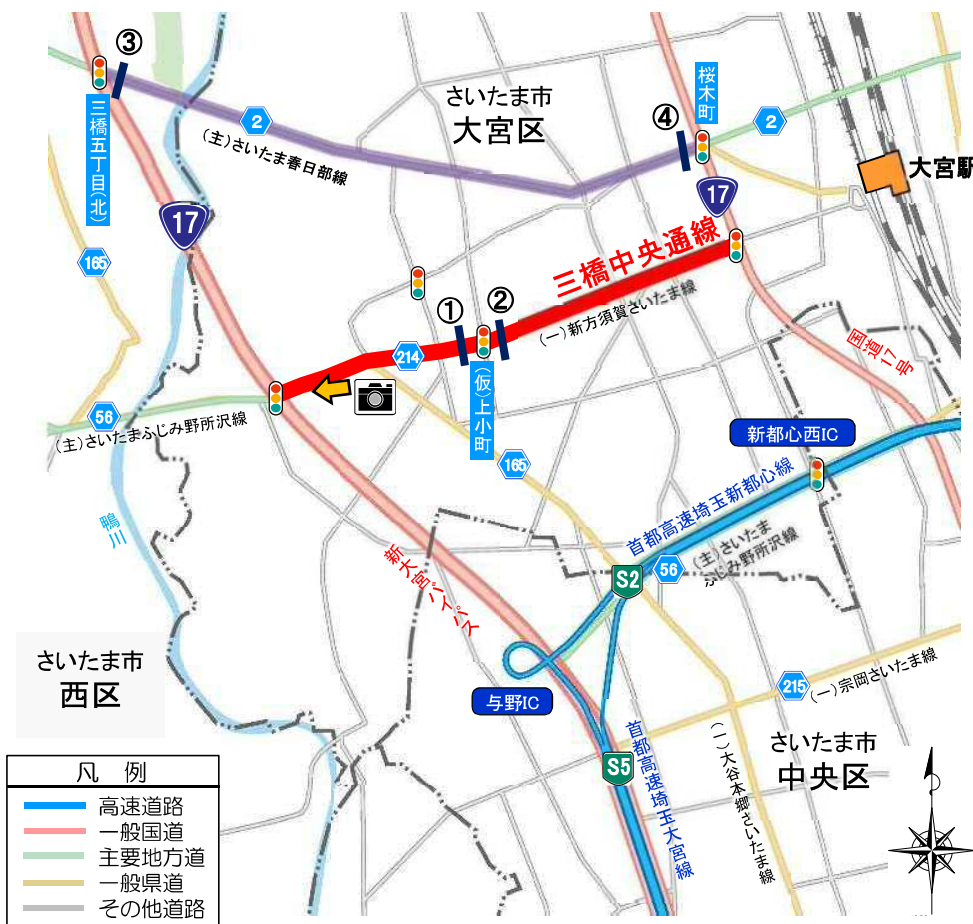 ③
さいたま市
大宮区
桜木町
④
2
2
三橋五丁目(北)
(主)さいたま春日部線
大宮駅
17
17
165
三橋中央通線
①
②
(一)新方須賀さいたま線
214
国道17号
(仮)上小町
56
(主)さいたまふじみ野所沢線
新都心西IC
165
首都高速埼玉新都心線
鴨川
(主)さいたま
ふじみ野所沢線
新大宮バイパス
S2
56
さいたま市
西区
与野IC
215
(一)宗岡さいたま線
首都高速埼玉大宮線
(一)大谷本郷さいたま線
さいたま市
中央区
S5
凡 例
高速道路
一般国道
主要地方道
一般県道
その他道路